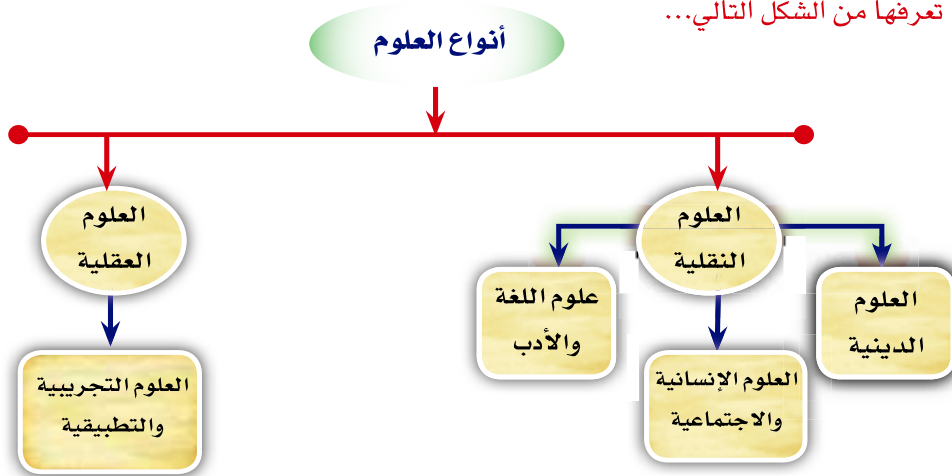 تعرفها من الشكل التالي...
أنواع العلوم
العلوم
النقلية
العلوم
العقلية
العلوم
الدينية
علوم اللغة
والأدب
العلوم الإنسانية
والاجتماعية
العلوم التجريبية
والتطبيقية